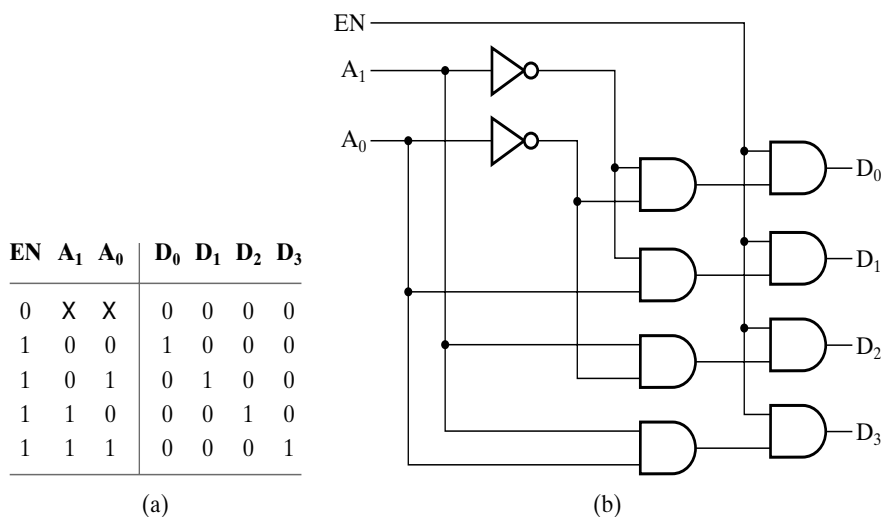 EN
A₁
A₀
D₀
D₁
D₂
D₃
EN A₁ A₀ D₀ D₁ D₂ D₃
0 X X 0 0 0 0
1 0 0 1 0 0 0
1 0 1 0 1 0 0
1 1 0 0 0 1 0
1 1 1 0 0 0 1
(a)
(b)